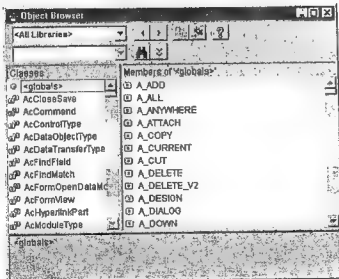 Object Browser
<All Libraries>
Classes
Members of '<globals>'
<globals>
AcCloseSave
AcCommand
AcControlType
AcDataObjectType
AcDataTransferType
AcFindField
AcFindMatch
AcFormOpenDataMo
AcFormView
AcHyperlinkPart
AcModuleType
A_ADD
A_ALL
A_ANYWHERE
A_ATTACH
A_COPY
A_CURRENT
A_CUT
A_DELETE
A_DELETE_V2
A_DESIGN
A_DIALOG
A_DOWN
<globals>